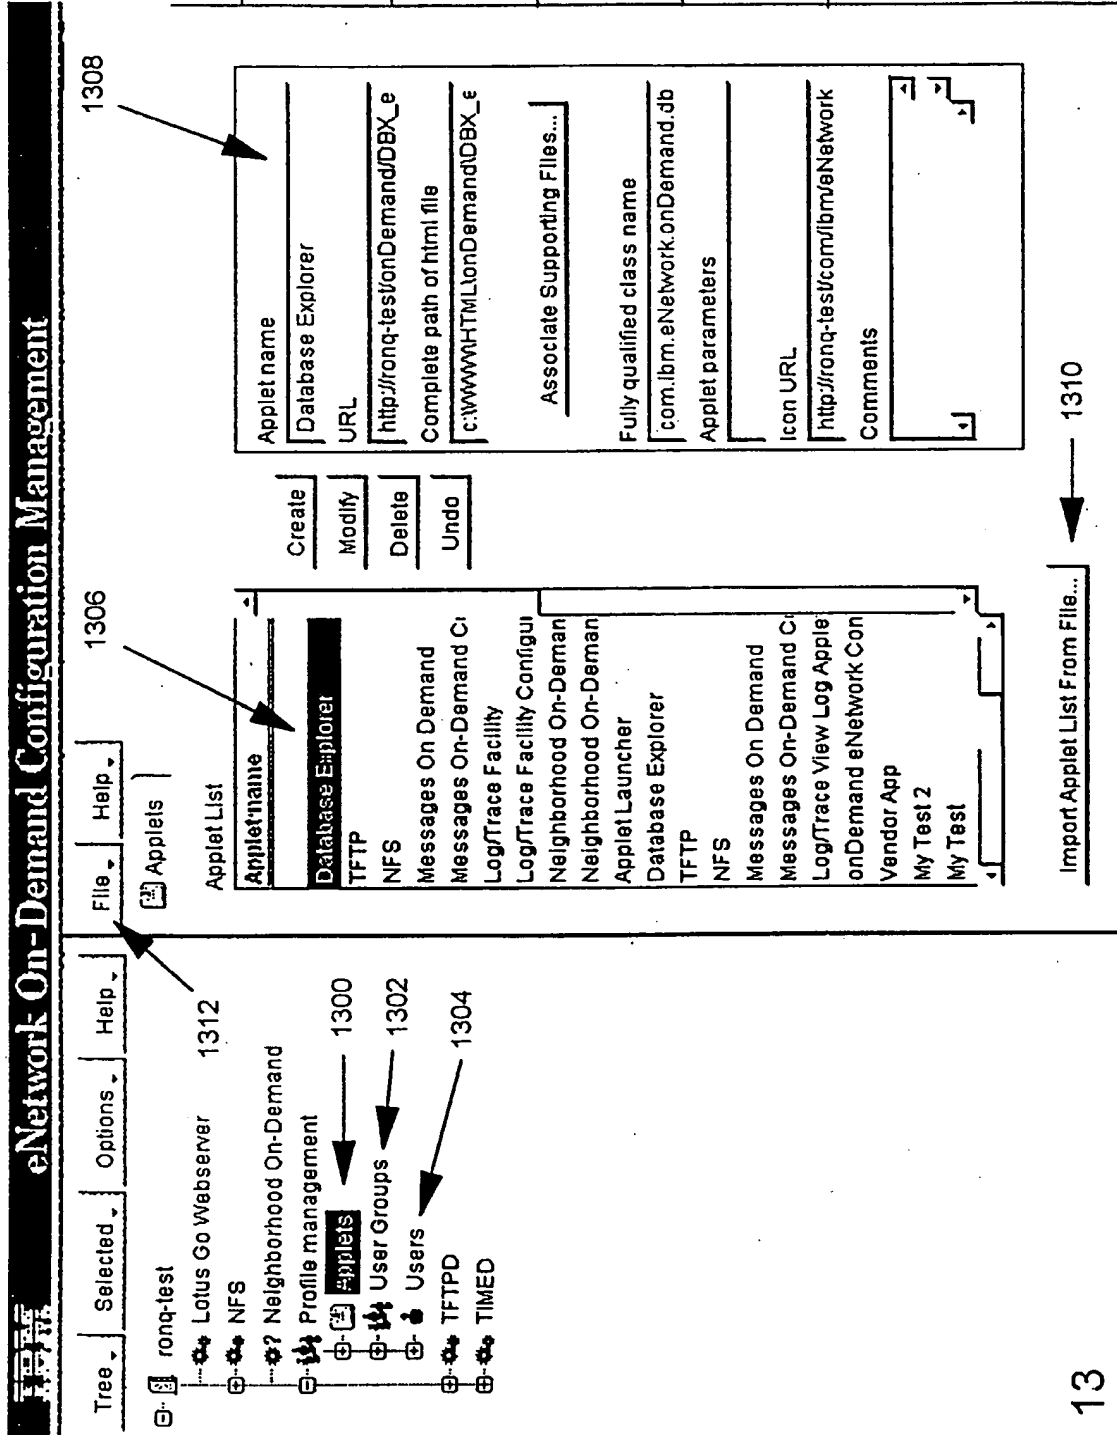 eNetwork On-Demand Configuration Management
Tree
Selected
Options
Help
ronq-test
Lotus Go Webserver
NFS
? Neighborhood On-Demand
Profile management
Applets
User Groups
Users
TFTPD
TIMED
1312
1300
1302
1304
File
Help
Applets
Applet List
Applet name
Database Explorer
TFTP
NFS
Messages On Demand
Messages On-Demand
Log/Trace Facility
Log/Trace Facility Configur
Neighborhood On-Deman
Neighborhood On-Deman
Applet Launcher
Database Explorer
TFTP
NFS
Messages On Demand
Messages On-Demand
Log/Trace View Log Applet
onDemand eNetwork Con
Vendor App
My Test 2
My Test
Import Applet List From File...
1306
1310
Create
Modify
Delete
Undo
1308
Applet name
Database Explorer
URL
http://ronq-test/onDemand/DBX_e
Complete path of html file
c:\WWW\HTML\onDemand\DBX_e
Associate Supporting Files...
Fully qualified class name
com.ibm.eNetwork.onDemand.db
Applet parameters
Icon URL
http://ronq-test/com/ibm/eNetwork
Comments
13